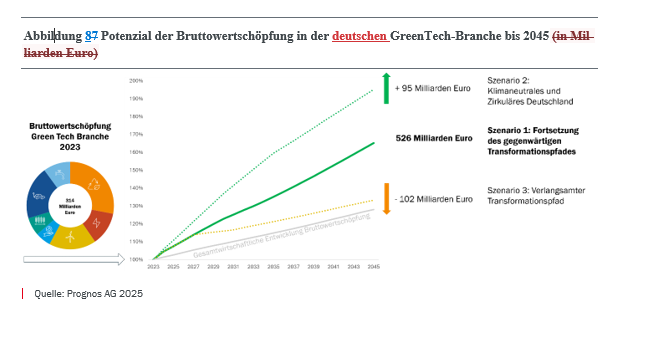 Abbildung 87 Potenzial der Bruttowertschöpfung in der deutschen GreenTech-Branche bis 2045 (in Mil-
liarden Euro)
Bruttowertschöpfung
Green Tech Branche
2023
314
Milliarden
Euro
200%
190%
180%
170%
160%
150%
140%
130%
120%
110%
100%
2023 2025 2027 2029 2031 2033 2035 2037 2039 2041 2043 2045
Gesamtwirtschaftliche Entwicklung Bruttowertschöpfung
+ 95 Milliarden Euro
Szenario 2:
Klimaneutrales und
Zirkuläres Deutschland
526 Milliarden Euro
Szenario 1: Fortsetzung
des gegenwärtigen
Transformationspfades
- 102 Milliarden Euro
Szenario 3: Verlangsamter
Transformationspfad
Quelle: Prognos AG 2025